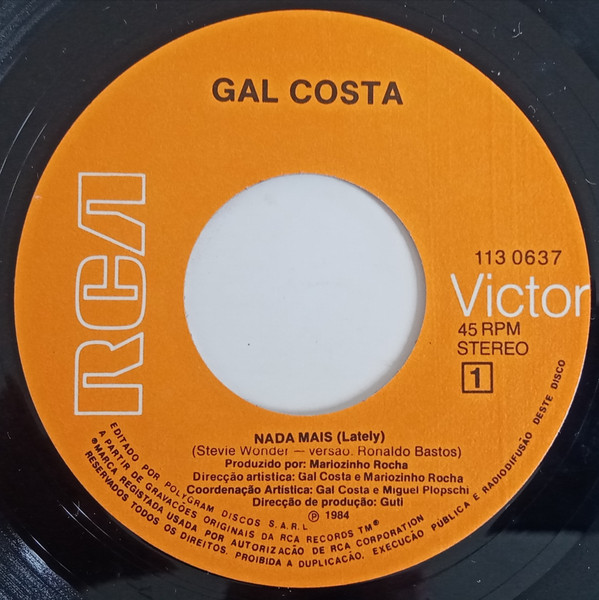 GAL COSTA
RCA
113 0637
Victor
45 RPM
STEREO
1
NADA MAIS (Lately)
(Stevie Wonder — versão: Ronaldo Bastos)
Produzido por: Mariozinho Rocha
Direcção artística: Gal Costa e Mariozinho Rocha
Coordenação Artística: Gal Costa e Miguel Plopschi
Direcção de produção: Guti
℗ 1984
EDITADO POR POLYGRAM DISCOS S.A.R.L.
A PARTIR DE GRAVAÇÕES ORIGINAIS DA RCA RECORDS TM®
®MARCA REGISTADA USADA POR AUTORIZAÇÃO DE RCA CORPORATION
RESERVADOS TODOS OS DIREITOS. PROIBIDA A DUPLICAÇÃO. EXECUCÃO PÚBLICA E RADIODIFUSÃO DESTE DISCO